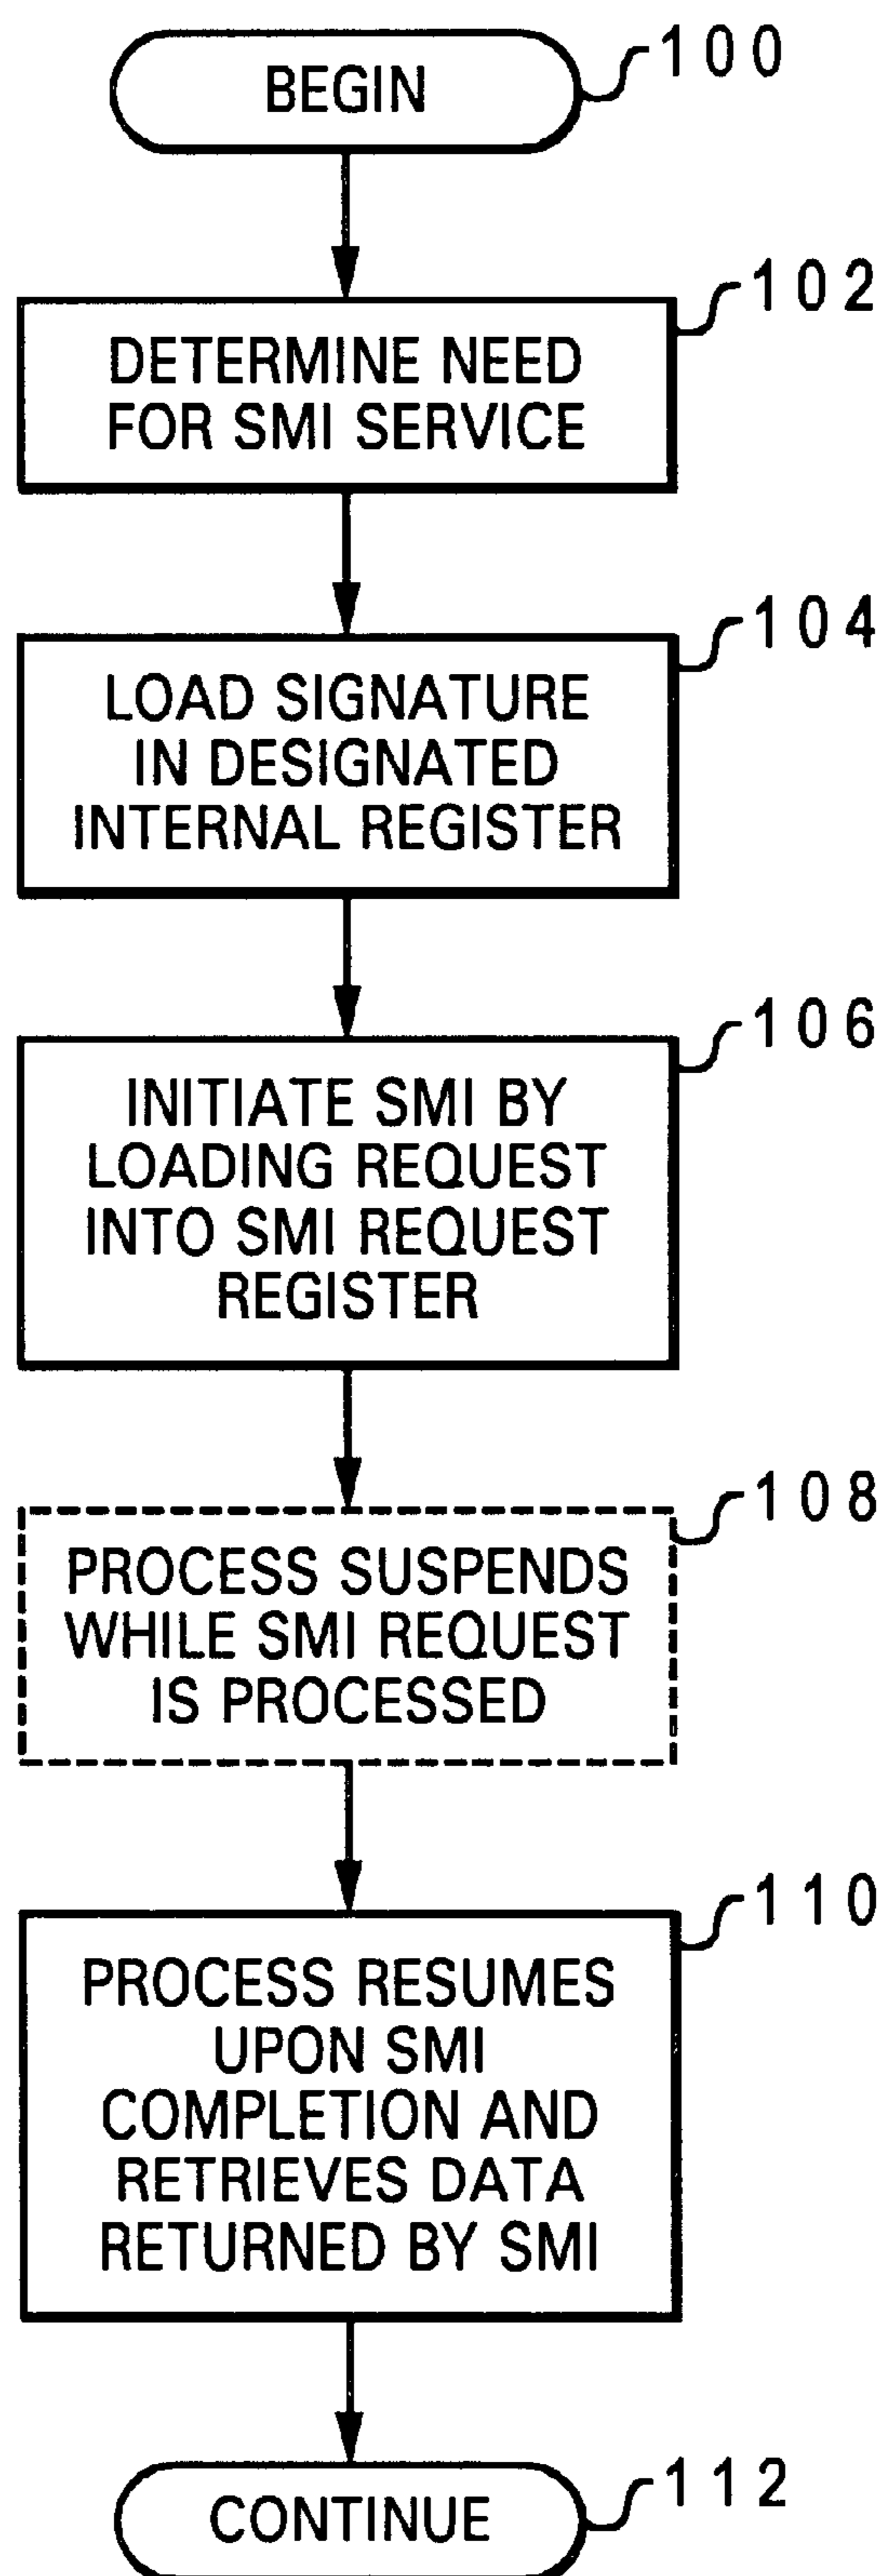 BEGIN
100
DETERMINE NEED
FOR SMI SERVICE
102
LOAD SIGNATURE
IN DESIGNATED
INTERNAL REGISTER
104
INITIATE SMI BY
LOADING REQUEST
INTO SMI REQUEST
REGISTER
106
PROCESS SUSPENDS
WHILE SMI REQUEST
IS PROCESSED
108
PROCESS RESUMES
UPON SMI
COMPLETION AND
RETRIEVES DATA
RETURNED BY SMI
110
CONTINUE
112